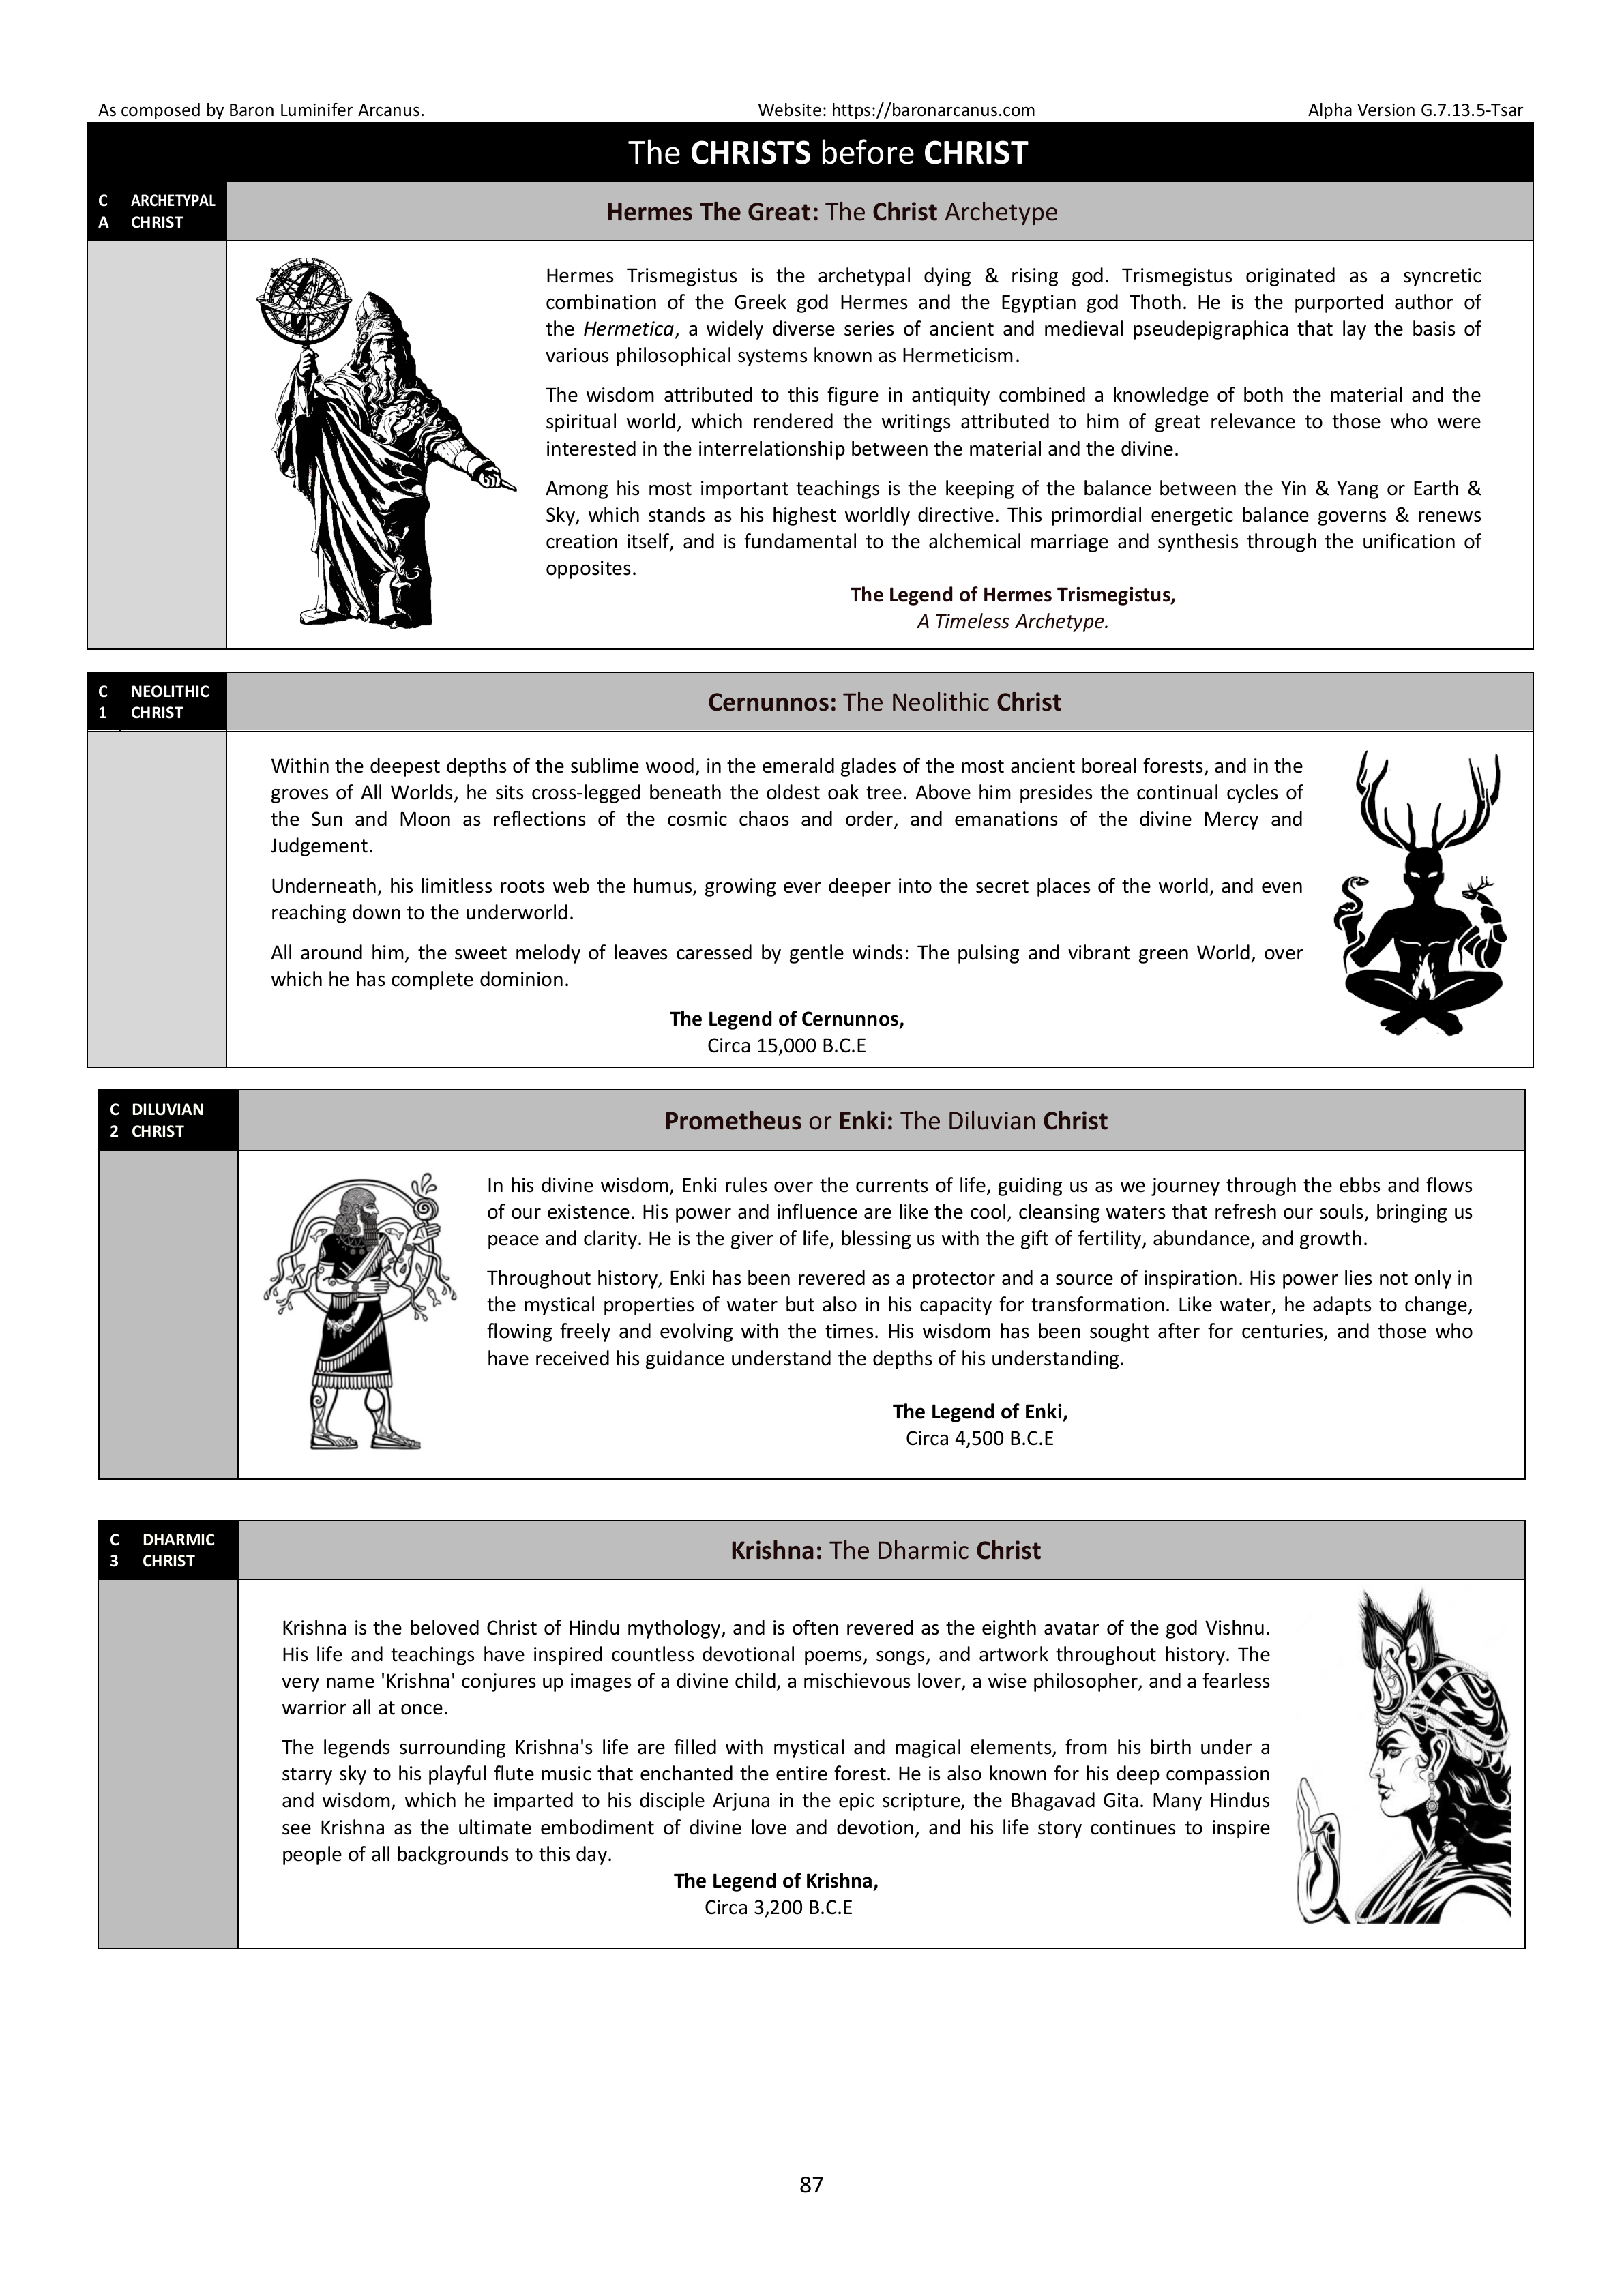 As composed by Baron Luminifer Arcanus. Website: https://baronarcanus.com Alpha Version G.7.13.5-Tsar
The CHRISTS before CHRIST
C ARCHETYPAL
A CHRIST
Hermes The Great: The Christ Archetype
Hermes Trismegistus is the archetypal dying & rising god. Trismegistus originated as a syncretic
combination of the Greek god Hermes and the Egyptian god Thoth. He is the purported author of
the Hermetica, a widely diverse series of ancient and medieval pseudepigraphica that lay the basis of
various philosophical systems known as Hermeticism.
The wisdom attributed to this figure in antiquity combined a knowledge of both the material and the
spiritual world, which rendered the writings attributed to him of great relevance to those who were
interested in the interrelationship between the material and the divine.
Among his most important teachings is the keeping of the balance between the Yin & Yang or Earth &
Sky, which stands as his highest worldly directive. This primordial energetic balance governs & renews
creation itself, and is fundamental to the alchemical marriage and synthesis through the unification of
opposites.
The Legend of Hermes Trismegistus,
A Timeless Archetype.
C NEOLITHIC
1 CHRIST
Cernunnos: The Neolithic Christ
Within the deepest depths of the sublime wood, in the emerald glades of the most ancient boreal forests, and in the
groves of All Worlds, he sits cross-legged beneath the oldest oak tree. Above him presides the continual cycles of
the Sun and Moon as reflections of the cosmic chaos and order, and emanations of the divine Mercy and
Judgement.
Underneath, his limitless roots web the humus, growing ever deeper into the secret places of the world, and even
reaching down to the underworld.
All around him, the sweet melody of leaves caressed by gentle winds: The pulsing and vibrant green World, over
which he has complete dominion.
The Legend of Cernunnos,
Circa 15,000 B.C.E
C DILUVIAN
2 CHRIST
Prometheus or Enki: The Diluvian Christ
In his divine wisdom, Enki rules over the currents of life, guiding us as we journey through the ebbs and flows
of our existence. His power and influence are like the cool, cleansing waters that refresh our souls, bringing us
peace and clarity. He is the giver of life, blessing us with the gift of fertility, abundance, and growth.
Throughout history, Enki has been revered as a protector and a source of inspiration. His power lies not only in
the mystical properties of water but also in his capacity for transformation. Like water, he adapts to change,
flowing freely and evolving with the times. His wisdom has been sought after for centuries, and those who
have received his guidance understand the depths of his understanding.
The Legend of Enki,
Circa 4,500 B.C.E
C DHARMIC
3 CHRIST
Krishna: The Dharmic Christ
Krishna is the beloved Christ of Hindu mythology, and is often revered as the eighth avatar of the god Vishnu.
His life and teachings have inspired countless devotional poems, songs, and artwork throughout history. The
very name 'Krishna' conjures up images of a divine child, a mischievous lover, a wise philosopher, and a fearless
warrior all at once.
The legends surrounding Krishna's life are filled with mystical and magical elements, from his birth under a
starry sky to his playful flute music that enchanted the entire forest. He is also known for his deep compassion
and wisdom, which he imparted to his disciple Arjuna in the epic scripture, the Bhagavad Gita. Many Hindus
see Krishna as the ultimate embodiment of divine love and devotion, and his life story continues to inspire
people of all backgrounds to this day.
The Legend of Krishna,
Circa 3,200 B.C.E
87